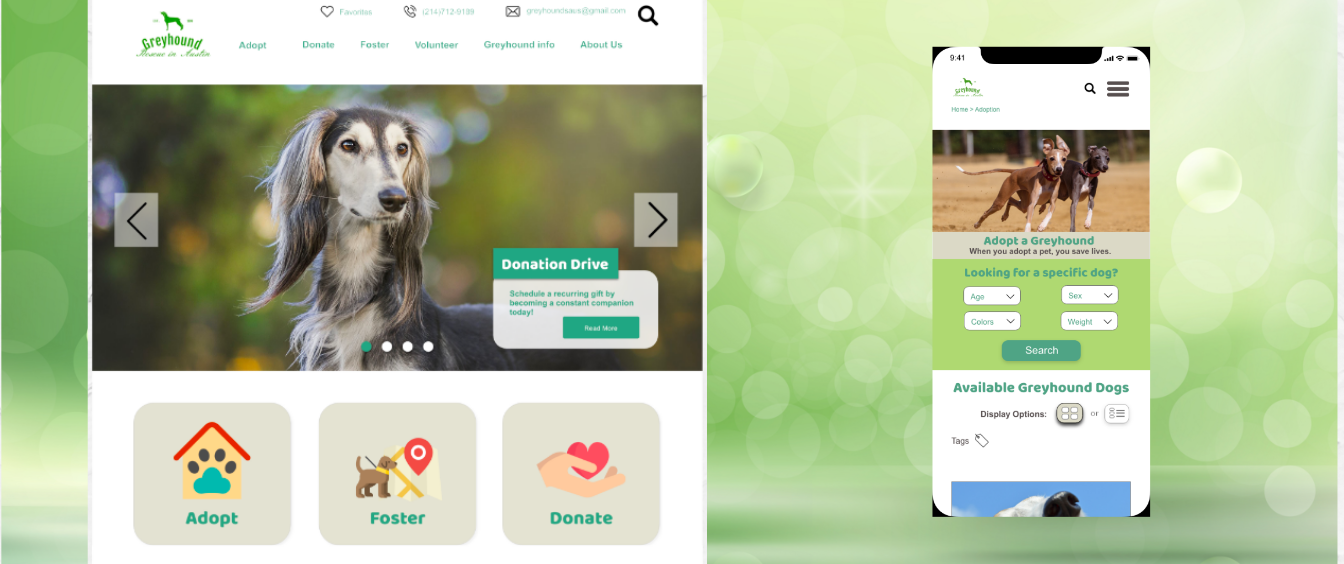 Favorites
(214)712-9189
greyhoundsaus@gmail.com
Greyhound
Rescue in Austin
Adopt
Donate
Foster
Volunteer
Greyhound info
About Us
Donation Drive
Schedule a recurring gift by
becoming a constant companion
today!
Read More
Adopt
Foster
Donate
9:41
Greyhound
Home > Adoption
Adopt a Greyhound
When you adopt a pet, you save lives.
Looking for a specific dog?
Age
Sex
Colors
Weight
Search
Available Greyhound Dogs
Display Options:
or
Tags